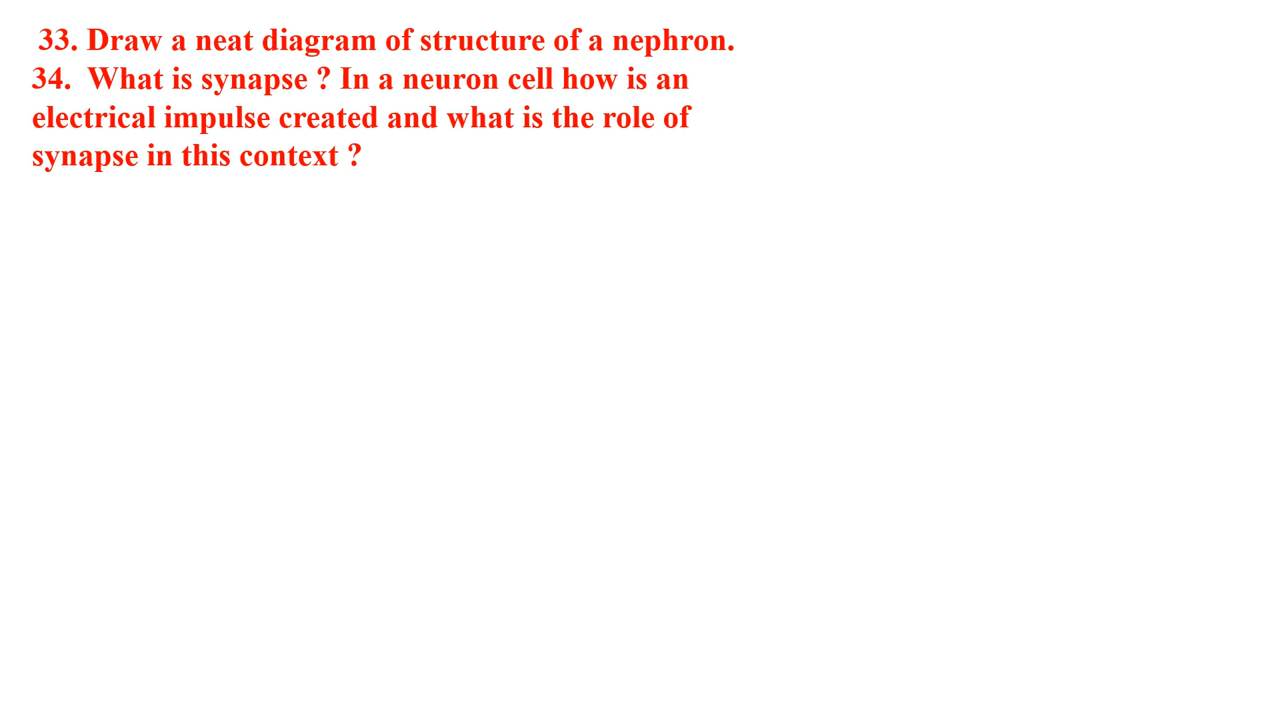 33. Draw a neat diagram of structure of a nephron.
34. What is synapse ? In a neuron cell how is an
electrical impulse created and what is the role of
synapse in this context ?